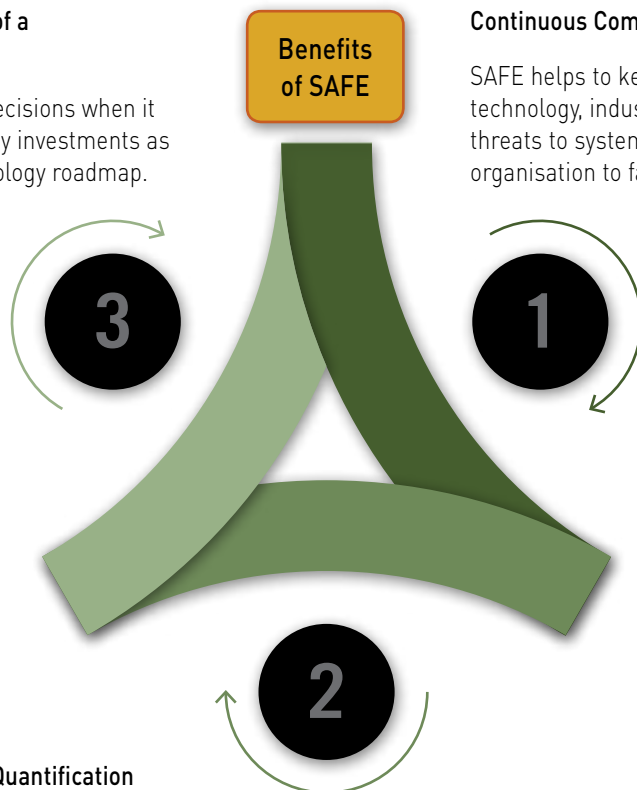 of a
ecisions when it
y investments as
ology roadmap.
Benefits
of SAFE
Continuous Com
SAFE helps to ke
technology, indus
threats to system
organisation to fa
3
1
2
Quantification